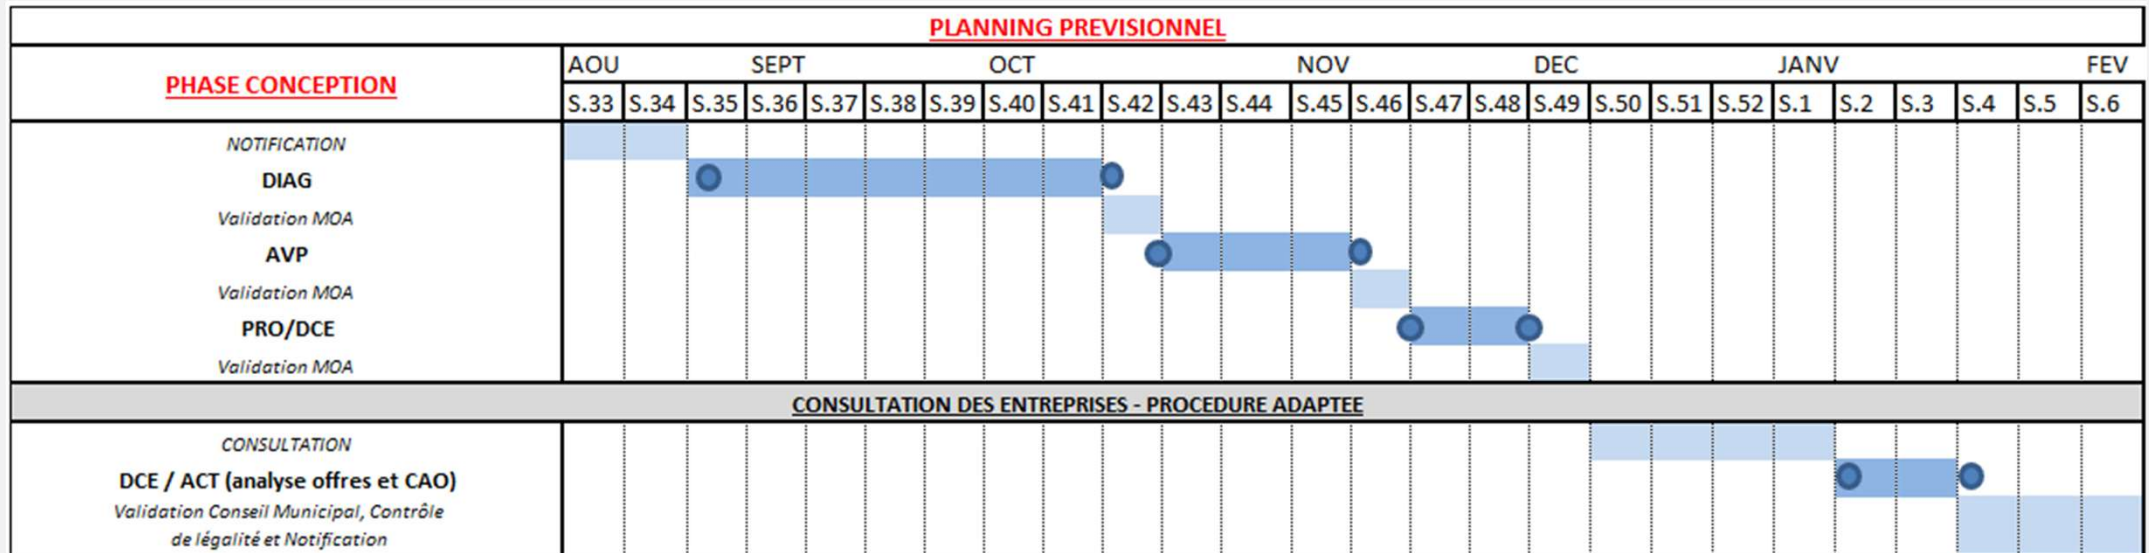 PLANNING PREVISIONNEL
PHASE CONCEPTION
AOU SEPT OCT NOV DEC JANV FEV
S.33 S.34 S.35 S.36 S.37 S.38 S.39 S.40 S.41 S.42 S.43 S.44 S.45 S.46 S.47 S.48 S.49 S.50 S.51 S.52 S.1 S.2 S.3 S.4 S.5 S.6
NOTIFICATION
DIAG
Validation MOA
AVP
Validation MOA
PRO/DCE
Validation MOA
CONSULTATION DES ENTREPRISES - PROCEDURE ADAPTEE
CONSULTATION
DCE / ACT (analyse offres et CAO)
Validation Conseil Municipal, Contrôle
de légalité et Notification